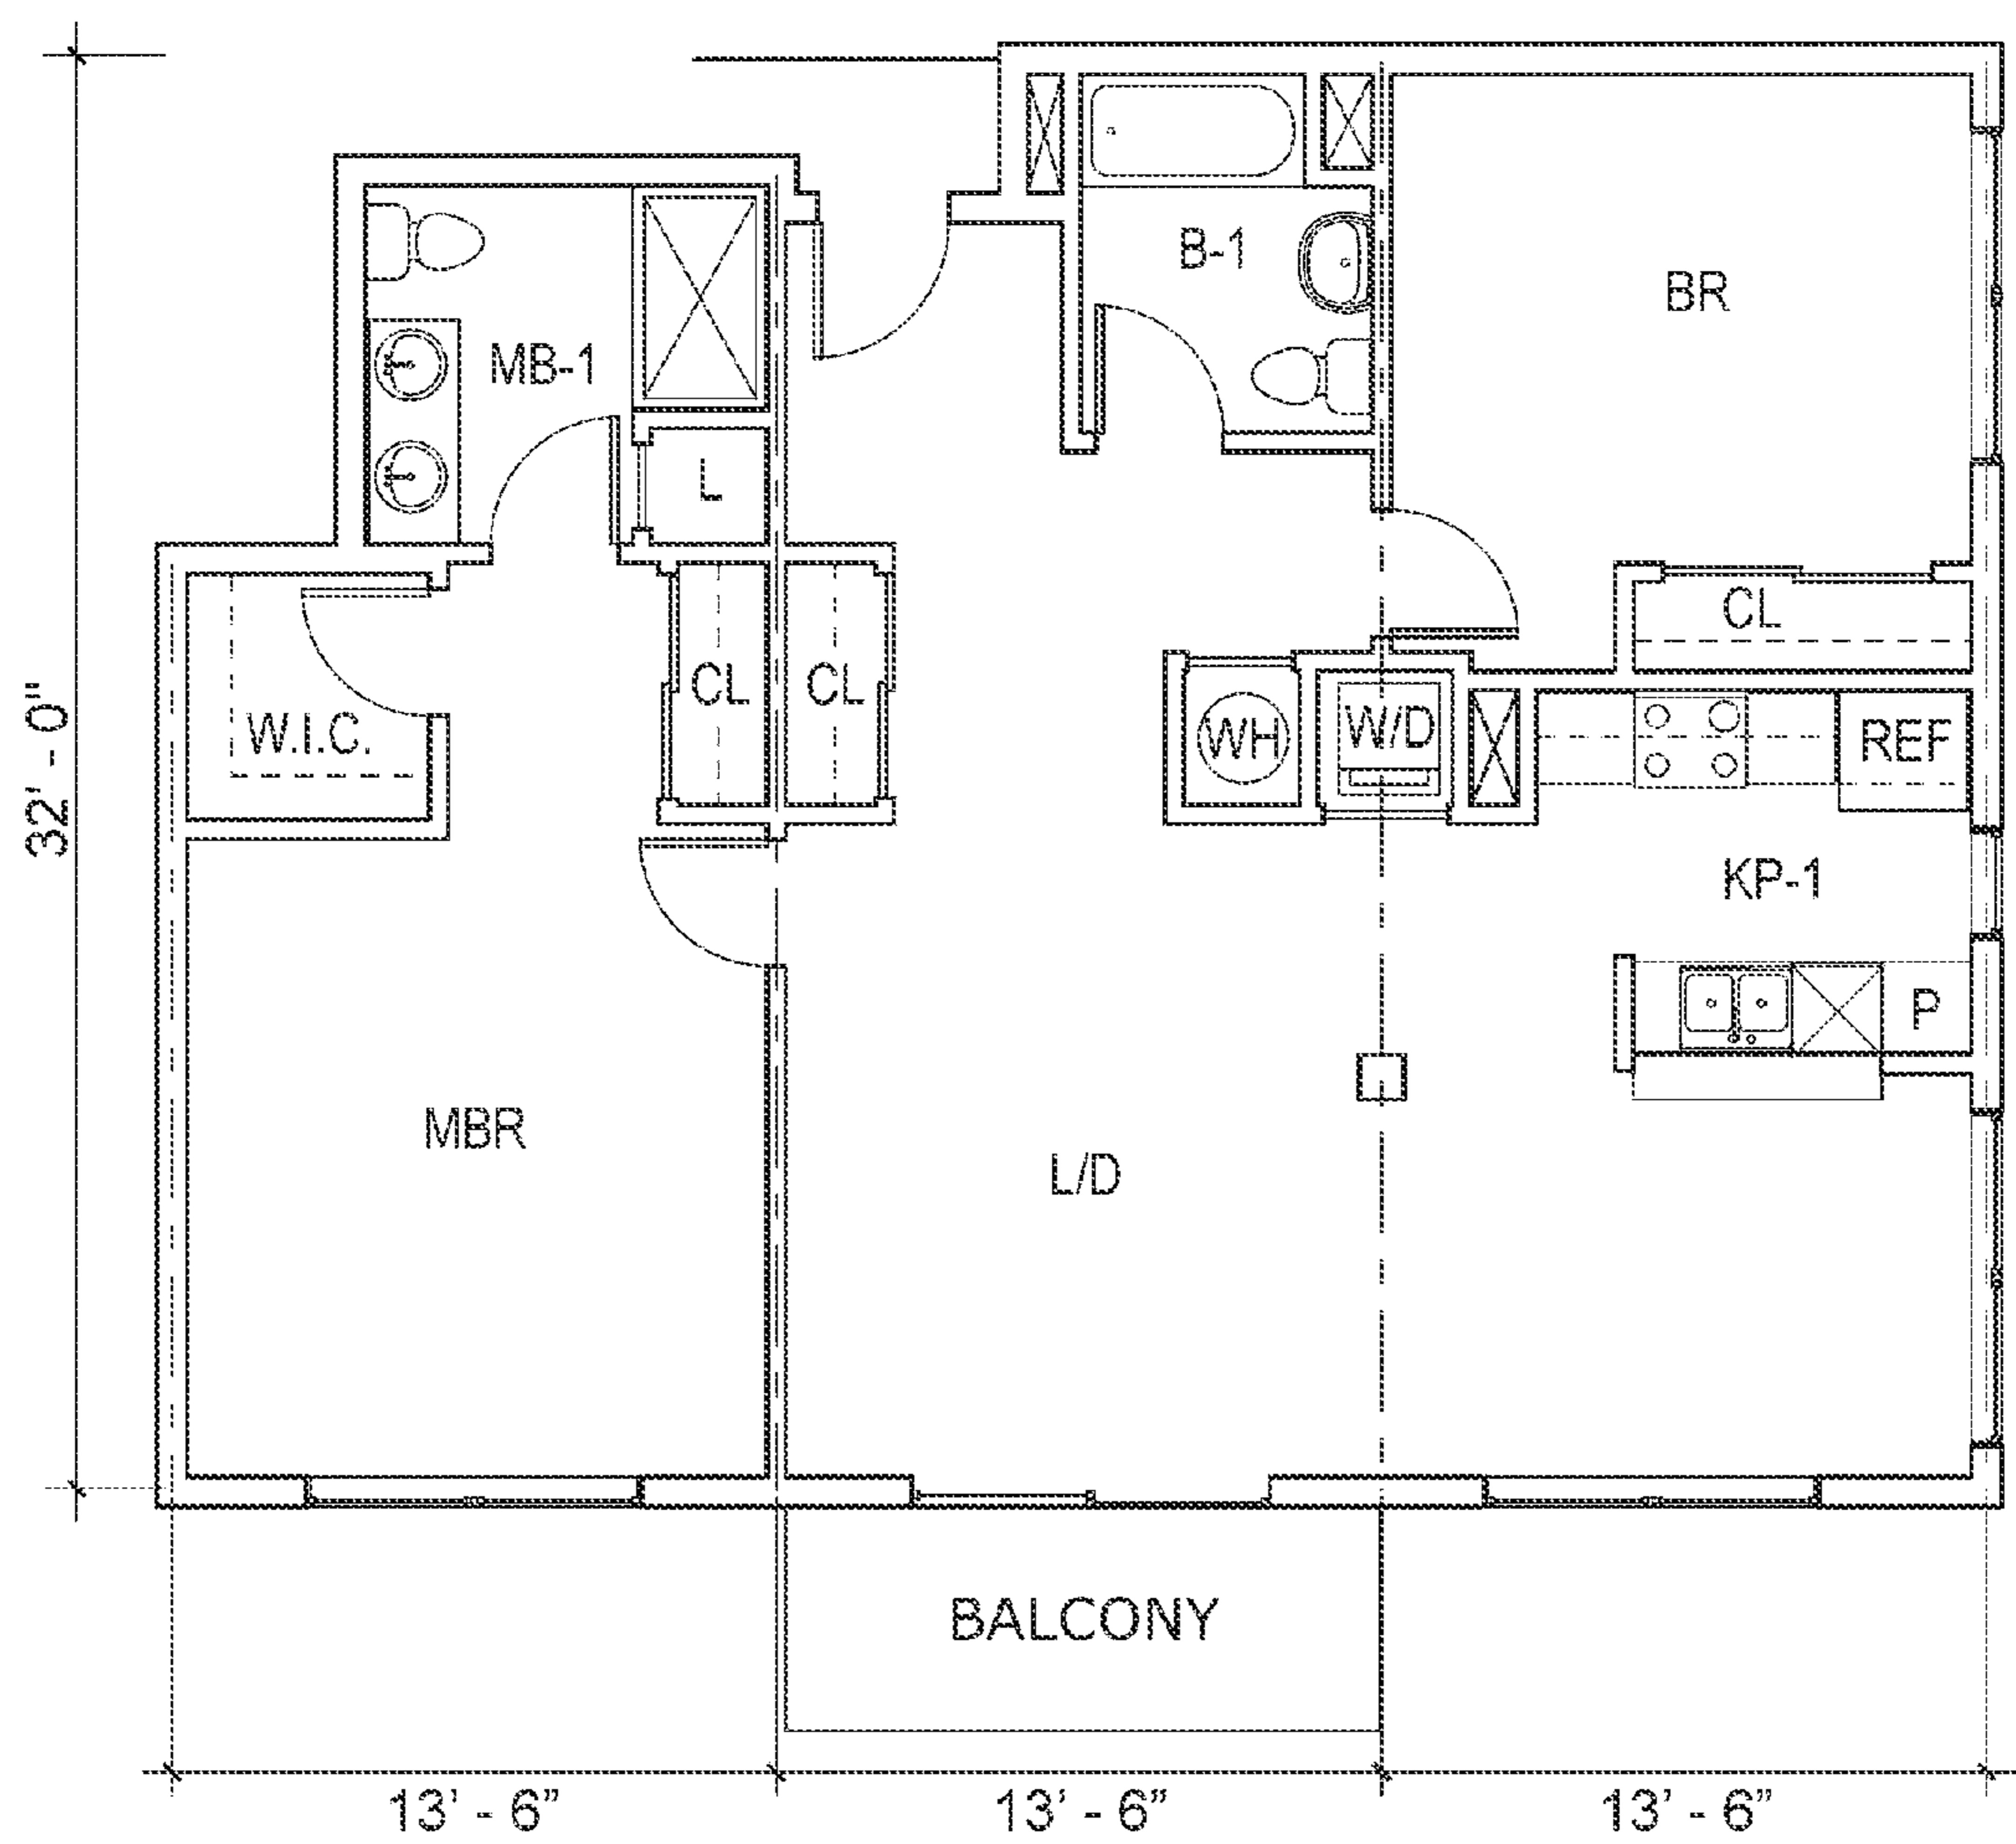 B-1
BR
MB-1
L
CL
CL
CL
W.I.C.
WH
W/D
REF
32' - 0"
KP-1
P
MBR
L/D
BALCONY
13’ - 6”
13’ - 6”
13’ - 6”